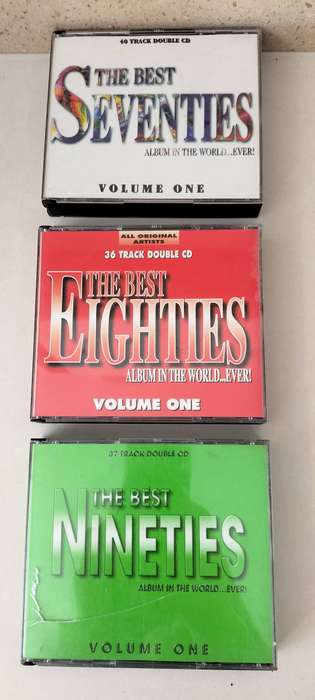 40 TRACK DOUBLE CD
THE BEST
SEVENTIES
ALBUM IN THE WORLD...EVER!
VOLUME ONE
ALL ORIGINAL
ARTISTS
36 TRACK DOUBLE CD
THE BEST
EIGHTIES
ALBUM IN THE WORLD...EVER!
VOLUME ONE
37 TRACK DOUBLE CD
THE BEST
NINETIES
ALBUM IN THE WORLD...EVER!
VOLUME ONE